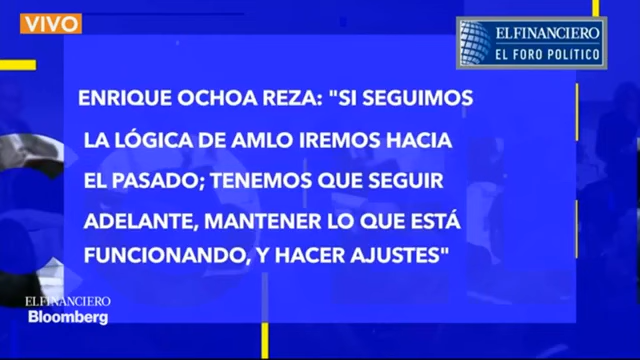 VIVO
EL FINANCIERO
EL FORO POLÍTICO
ENRIQUE OCHOA REZA: "SI SEGUIMOS
LA LÓGICA DE AMLO IREMOS HACIA
EL PASADO; TENEMOS QUE SEGUIR
ADELANTE, MANTENER LO QUE ESTÁ
FUNCIONANDO, Y HACER AJUSTES"
EL FINANCIERO
Bloomberg